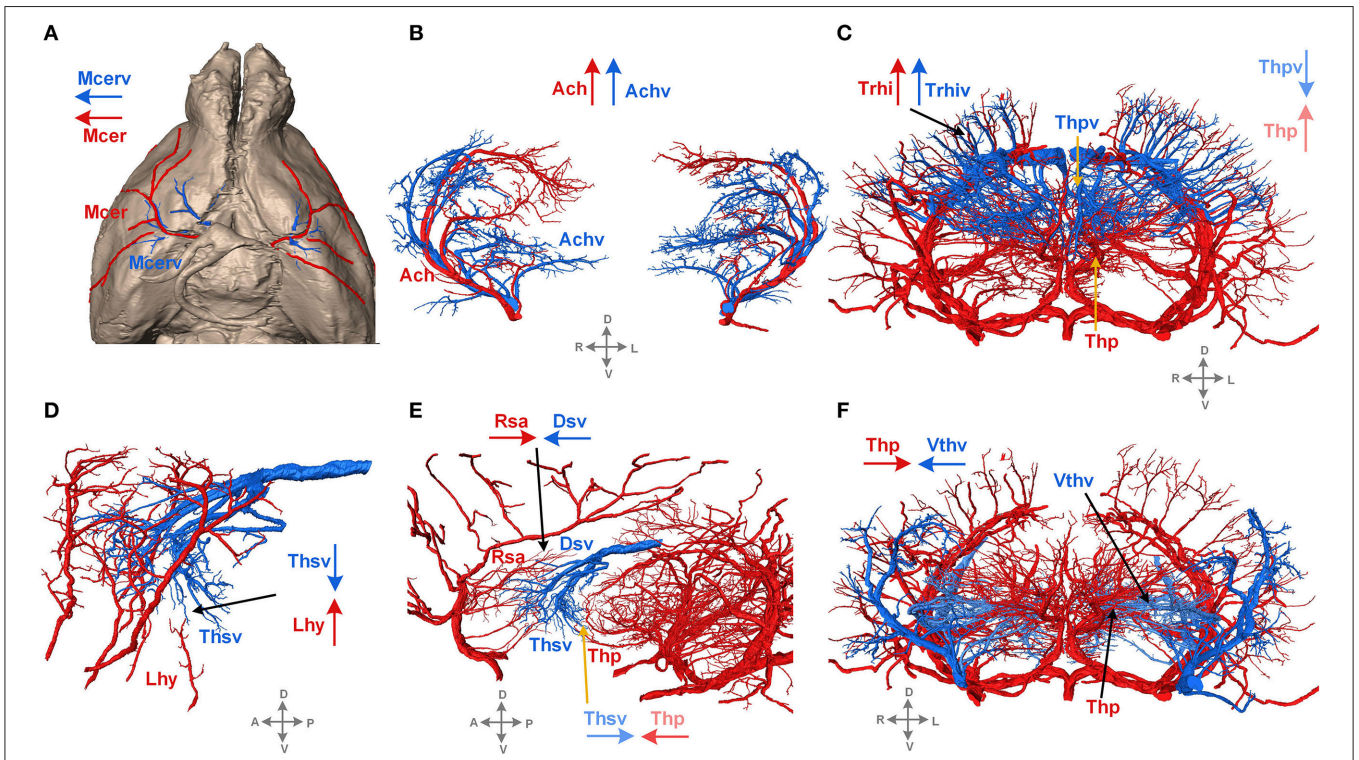 A
Mcerv
Mcer
Mcer
Mcerv
B
Ach
Achv
Achv
Ach
D
R
L
V
C
Trhi
Trhiv
Thpv
Thp
Thpv
Thp
D
R
L
V
D
Thsv
Lhy
Thsv
Lhy
D
A
P
V
E
Rsa
Dsv
Rsa
Dsv
Thsv
Thp
Thsv
Thp
D
A
P
V
F
Thp
Vthv
Vthv
Thp
D
R
L
V